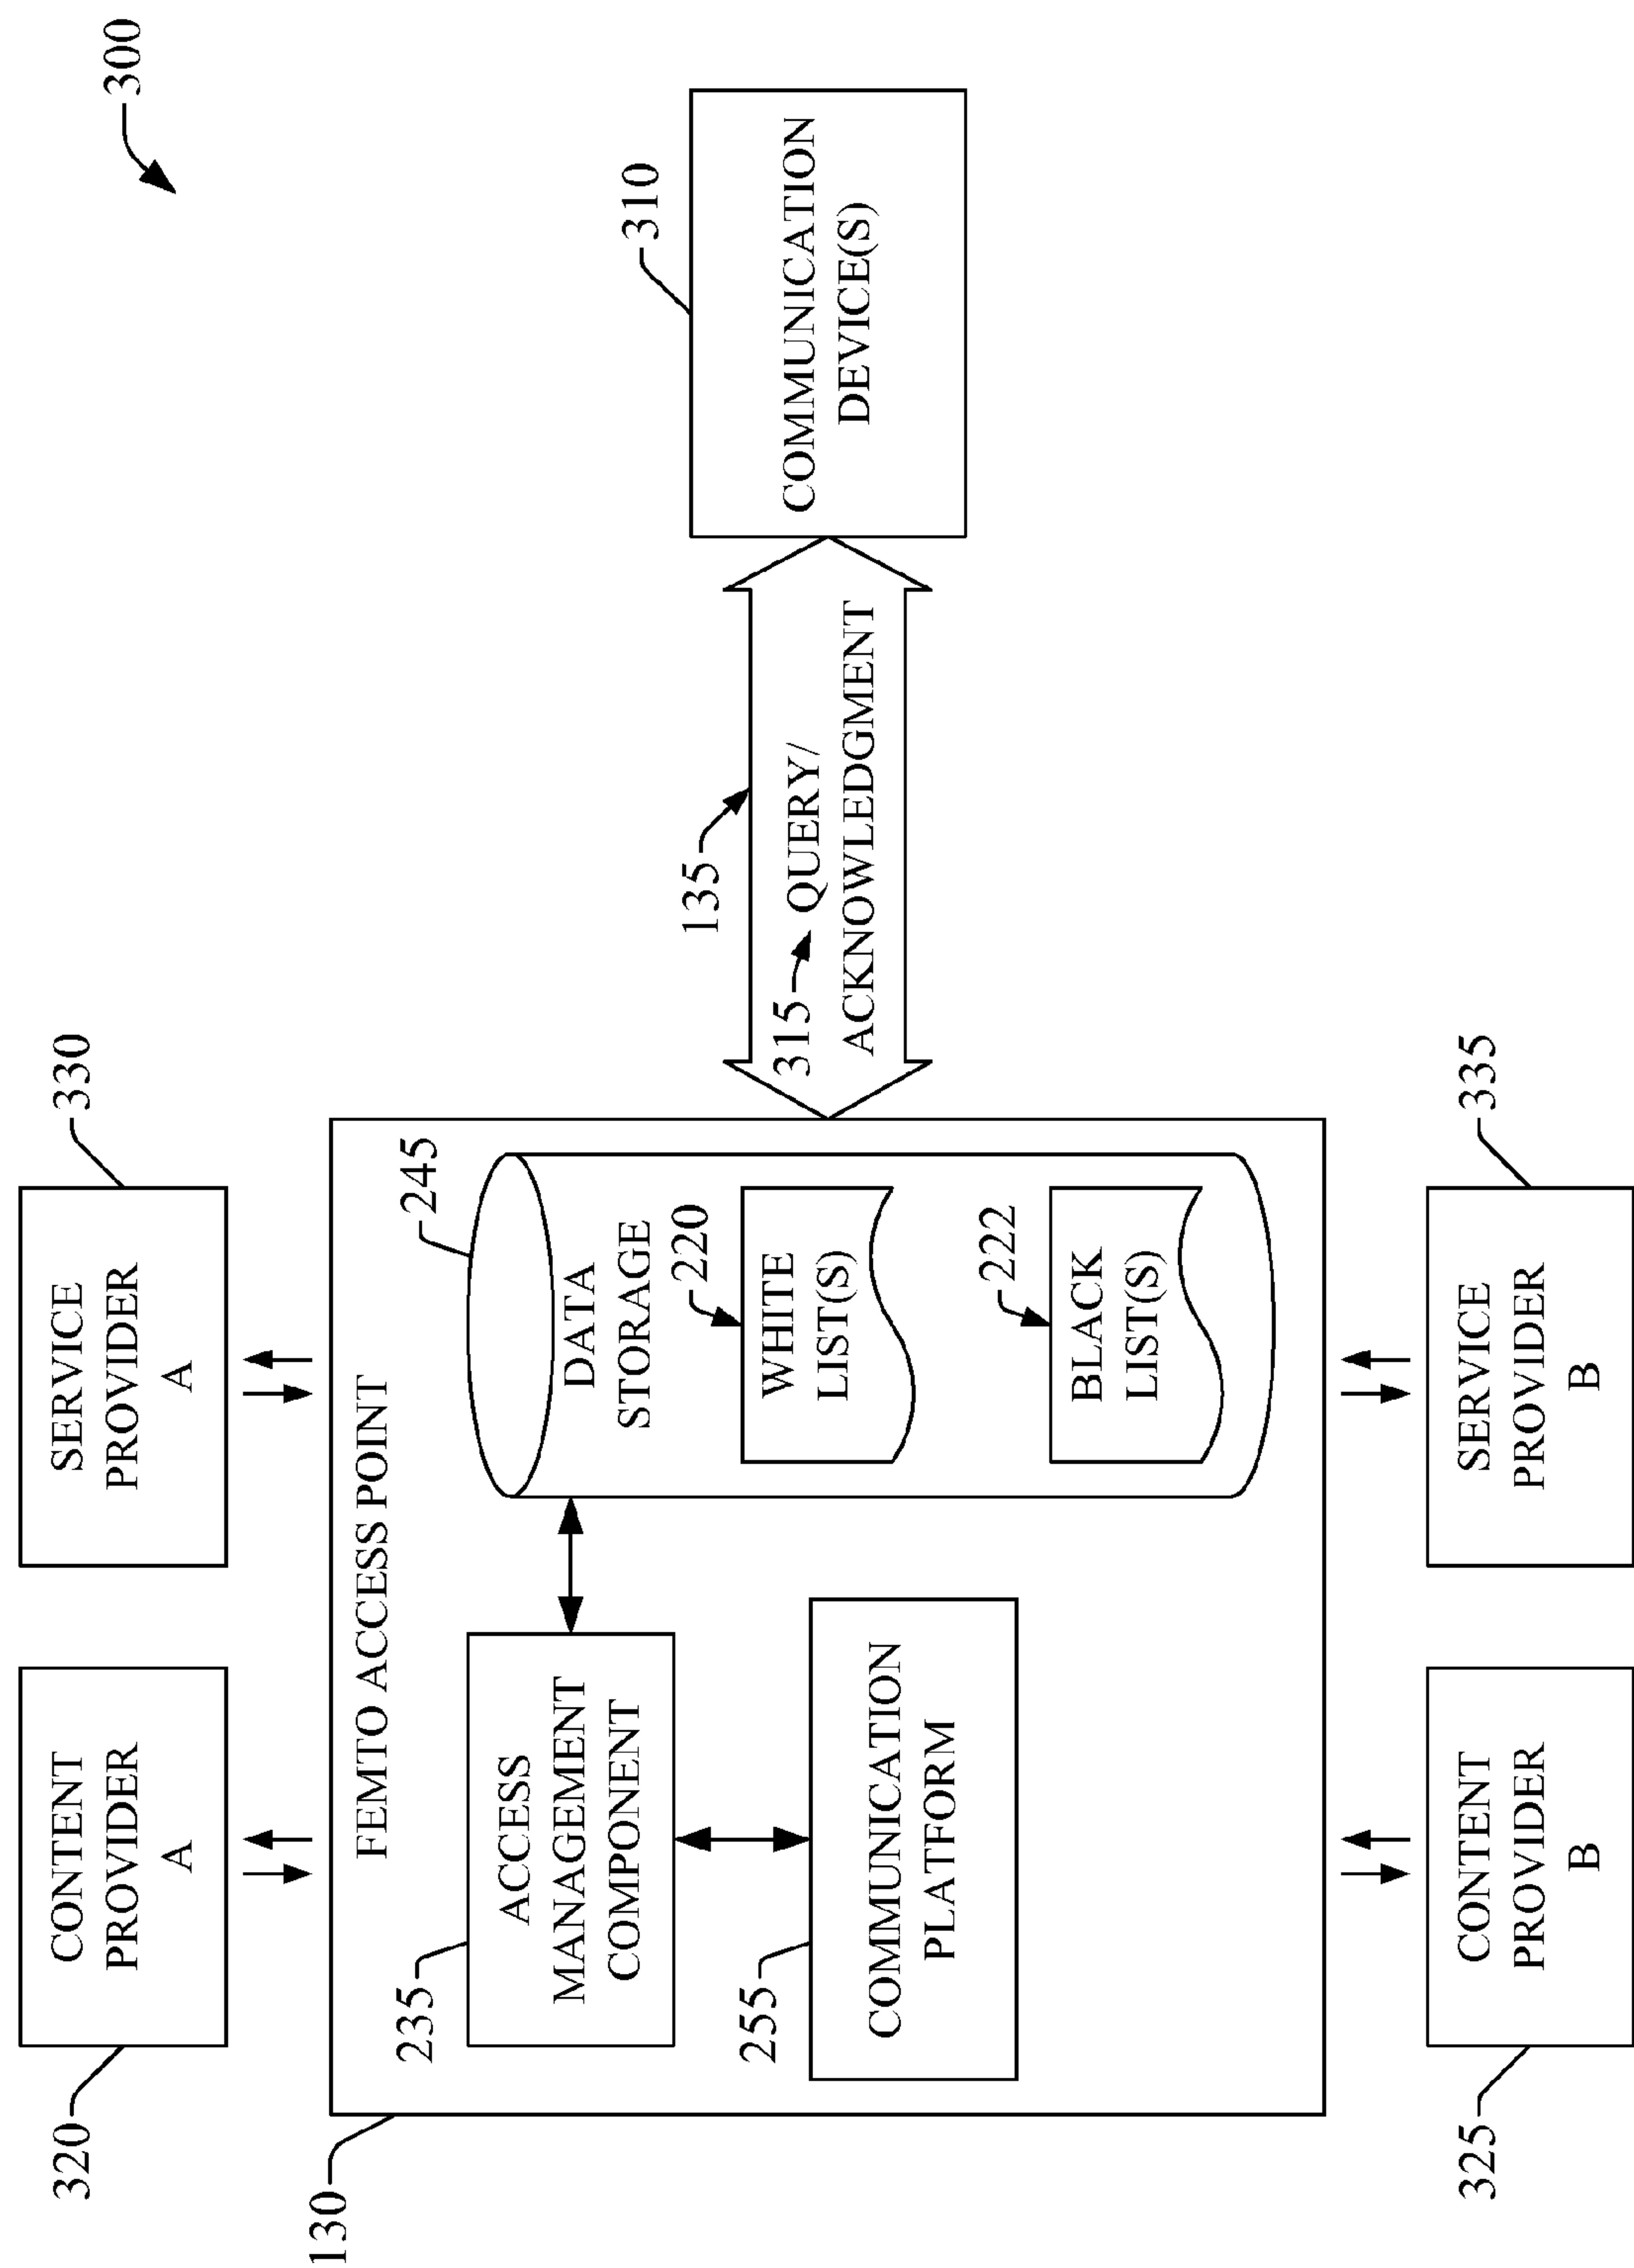 300
320
CONTENT
PROVIDER
A
330
SERVICE
PROVIDER
A
130
FEMTO ACCESS POINT
235
ACCESS
MANAGEMENT
COMPONENT
245
DATA
STORAGE
220
WHITE
LIST(S)
222
BLACK
LIST(S)
255
COMMUNICATION
PLATFORM
135
315
QUERY/
ACKNOWLEDGMENT
310
COMMUNICATION
DEVICE(S)
325
CONTENT
PROVIDER
B
335
SERVICE
PROVIDER
B